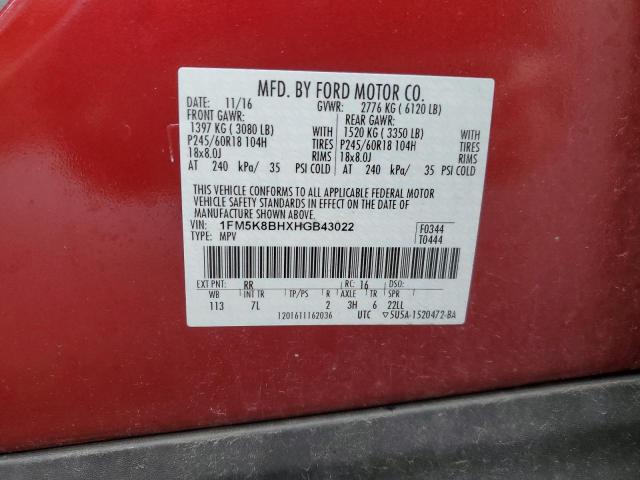 MFD. BY FORD MOTOR CO.
DATE: 11/16 GVWR: 2776 KG ( 6120 LB)
FRONT GAWR: REAR GAWR:
1397 KG ( 3080 LB) WITH 1520 KG ( 3350 LB) WITH
P245/60R18 104H TIRES P245/60R18 104H TIRES
18x8.0J RIMS 18x8.0J RIMS
AT 240 kPa/ 35 PSI COLD AT 240 kPa/ 35 PSI COLD
THIS VEHICLE CONFORMS TO ALL APPLICABLE FEDERAL MOTOR
VEHICLE SAFETY STANDARDS IN EFFECT ON THE DATE OF
MANUFACTURE SHOWN ABOVE.
VIN: 1FM5K8BHXHGB43022 F0344
TYPE: MPV T0444
EXT PNT: RR RC: 16 DSO:
WB INT TR TP/PS R AXLE TR SPR
113 7L 2 3H 6 22LL
1201611162036 UTC ▽5U5A-1520472-BA